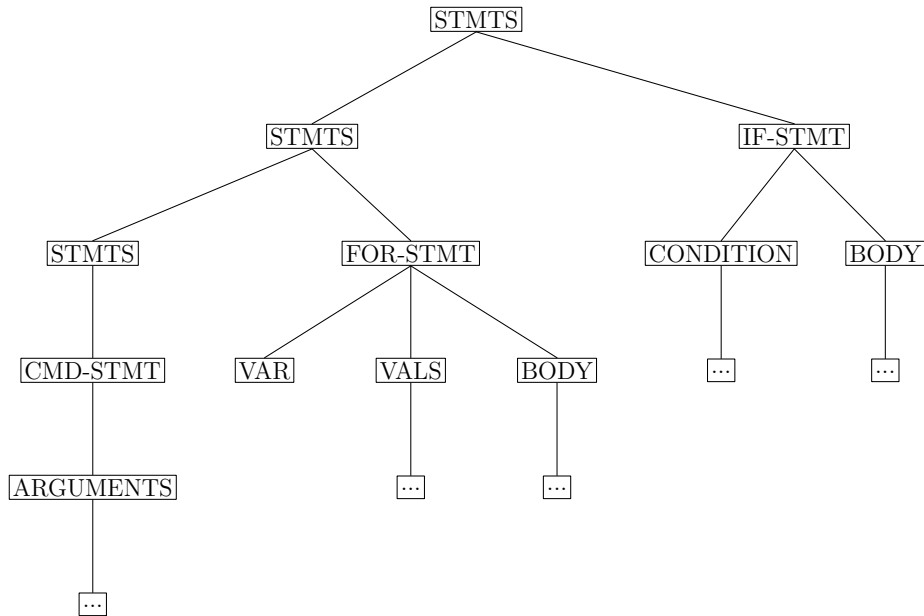 STMTS
STMTS IF-STMT
STMTS FOR-STMT CONDITION BODY
CMD-STMT VAR VALS BODY ... ...
ARGUMENTS ... ...
...